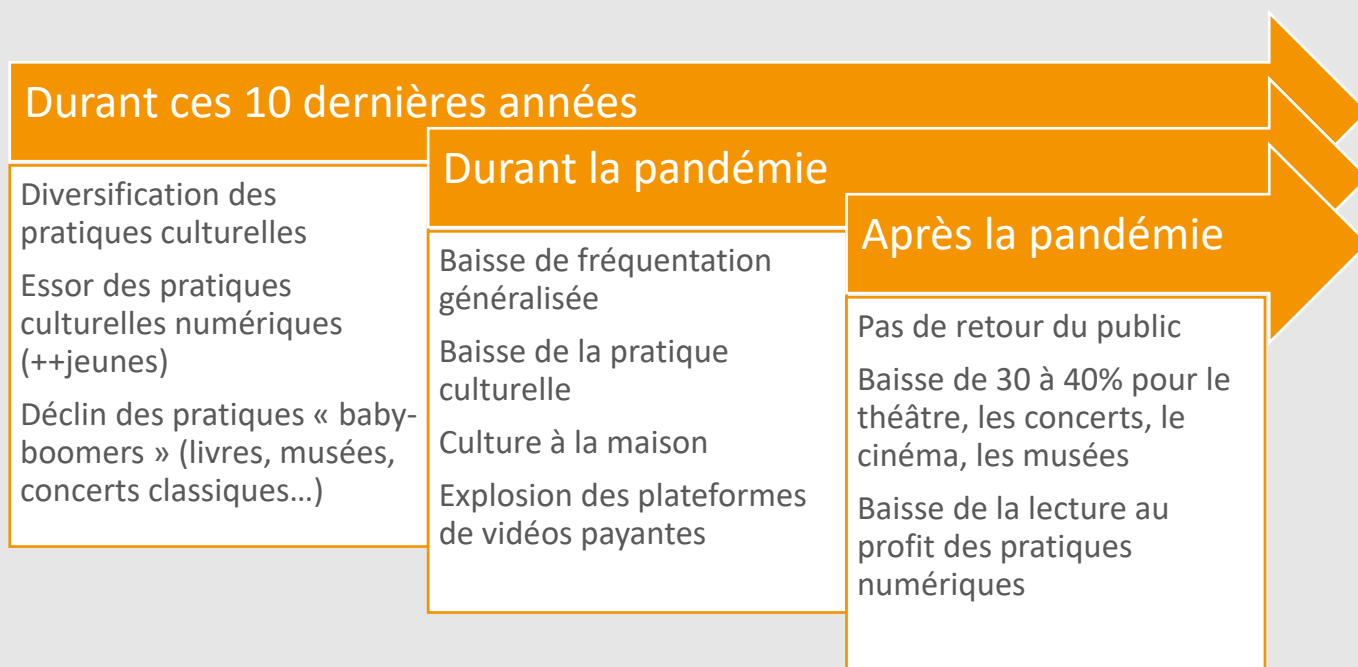 Durant ces 10 dernières années
Diversification des
pratiques culturelles
Essor des pratiques
culturelles numériques
(++jeunes)
Déclin des pratiques « baby-
boomers » (livres, musées,
concerts classiques…)
Durant la pandémie
Baisse de fréquentation
généralisée
Baisse de la pratique
culturelle
Culture à la maison
Explosion des plateformes
de vidéos payantes
Après la pandémie
Pas de retour du public
Baisse de 30 à 40% pour le
théâtre, les concerts, le
cinéma, les musées
Baisse de la lecture au
profit des pratiques
numériques